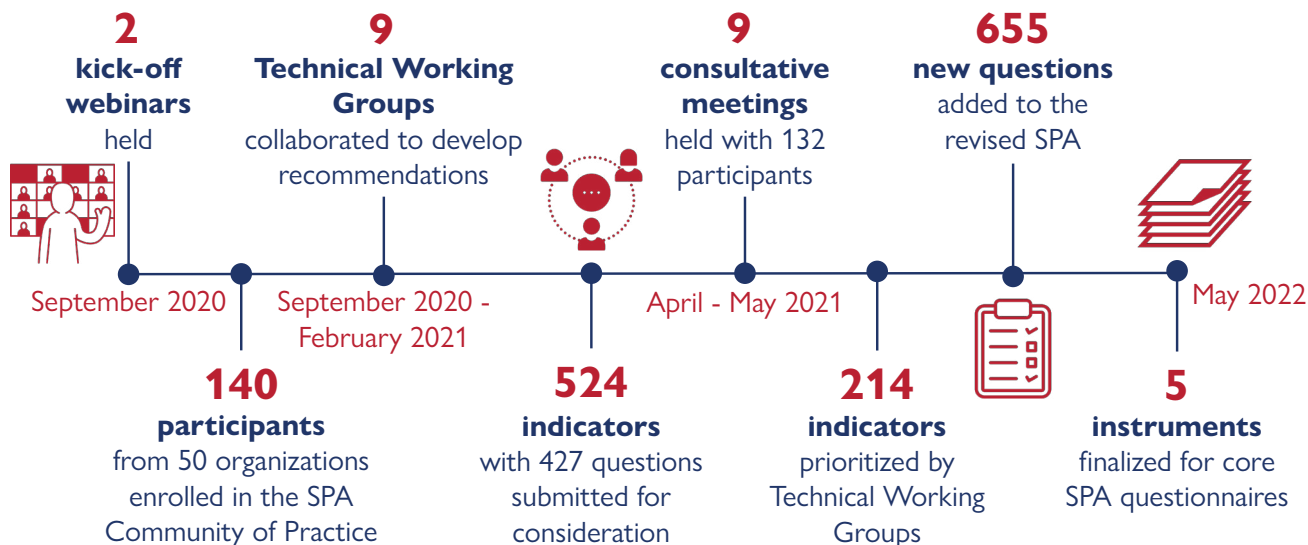 2
kick-off
webinars
held
9
Technical Working
Groups
collaborated to develop
recommendations
9
consultative
meetings
held with 132
participants
655
new questions
added to the
revised SPA
September 2020
September 2020 -
February 2021
April - May 2021
May 2022
140
participants
from 50 organizations
enrolled in the SPA
Community of Practice
524
indicators
with 427 questions
submitted for
consideration
214
indicators
prioritized by
Technical Working
Groups
5
instruments
finalized for core
SPA questionnaires